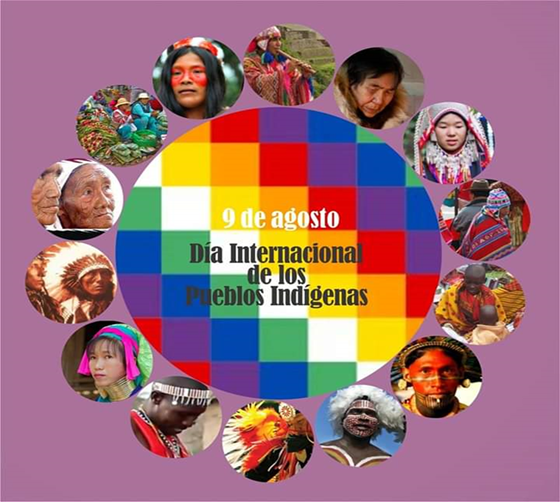 9 de agosto
Día Internacional
de los
Pueblos Indígenas